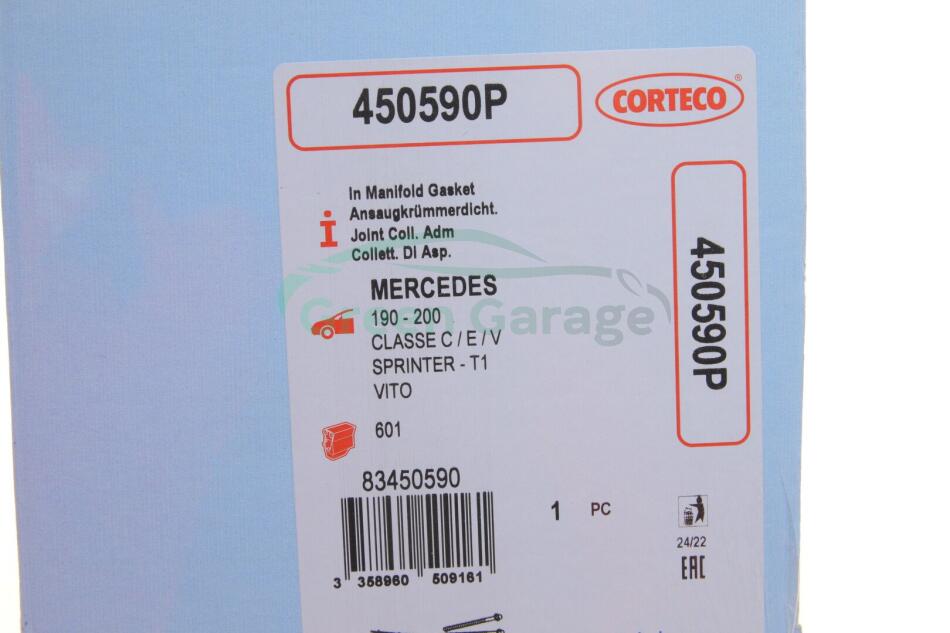 450590P
CORTECO®
In Manifold Gasket
Ansaugkrümmerdicht.
Joint Coll. Adm
Collett. DI Asp.
MERCEDES
190 - 200
CLASSE C / E / V
SPRINTER - T1
VITO
Green Garage
601
450590P
83450590
1 PC
3 358960 509161
24/22
EAC